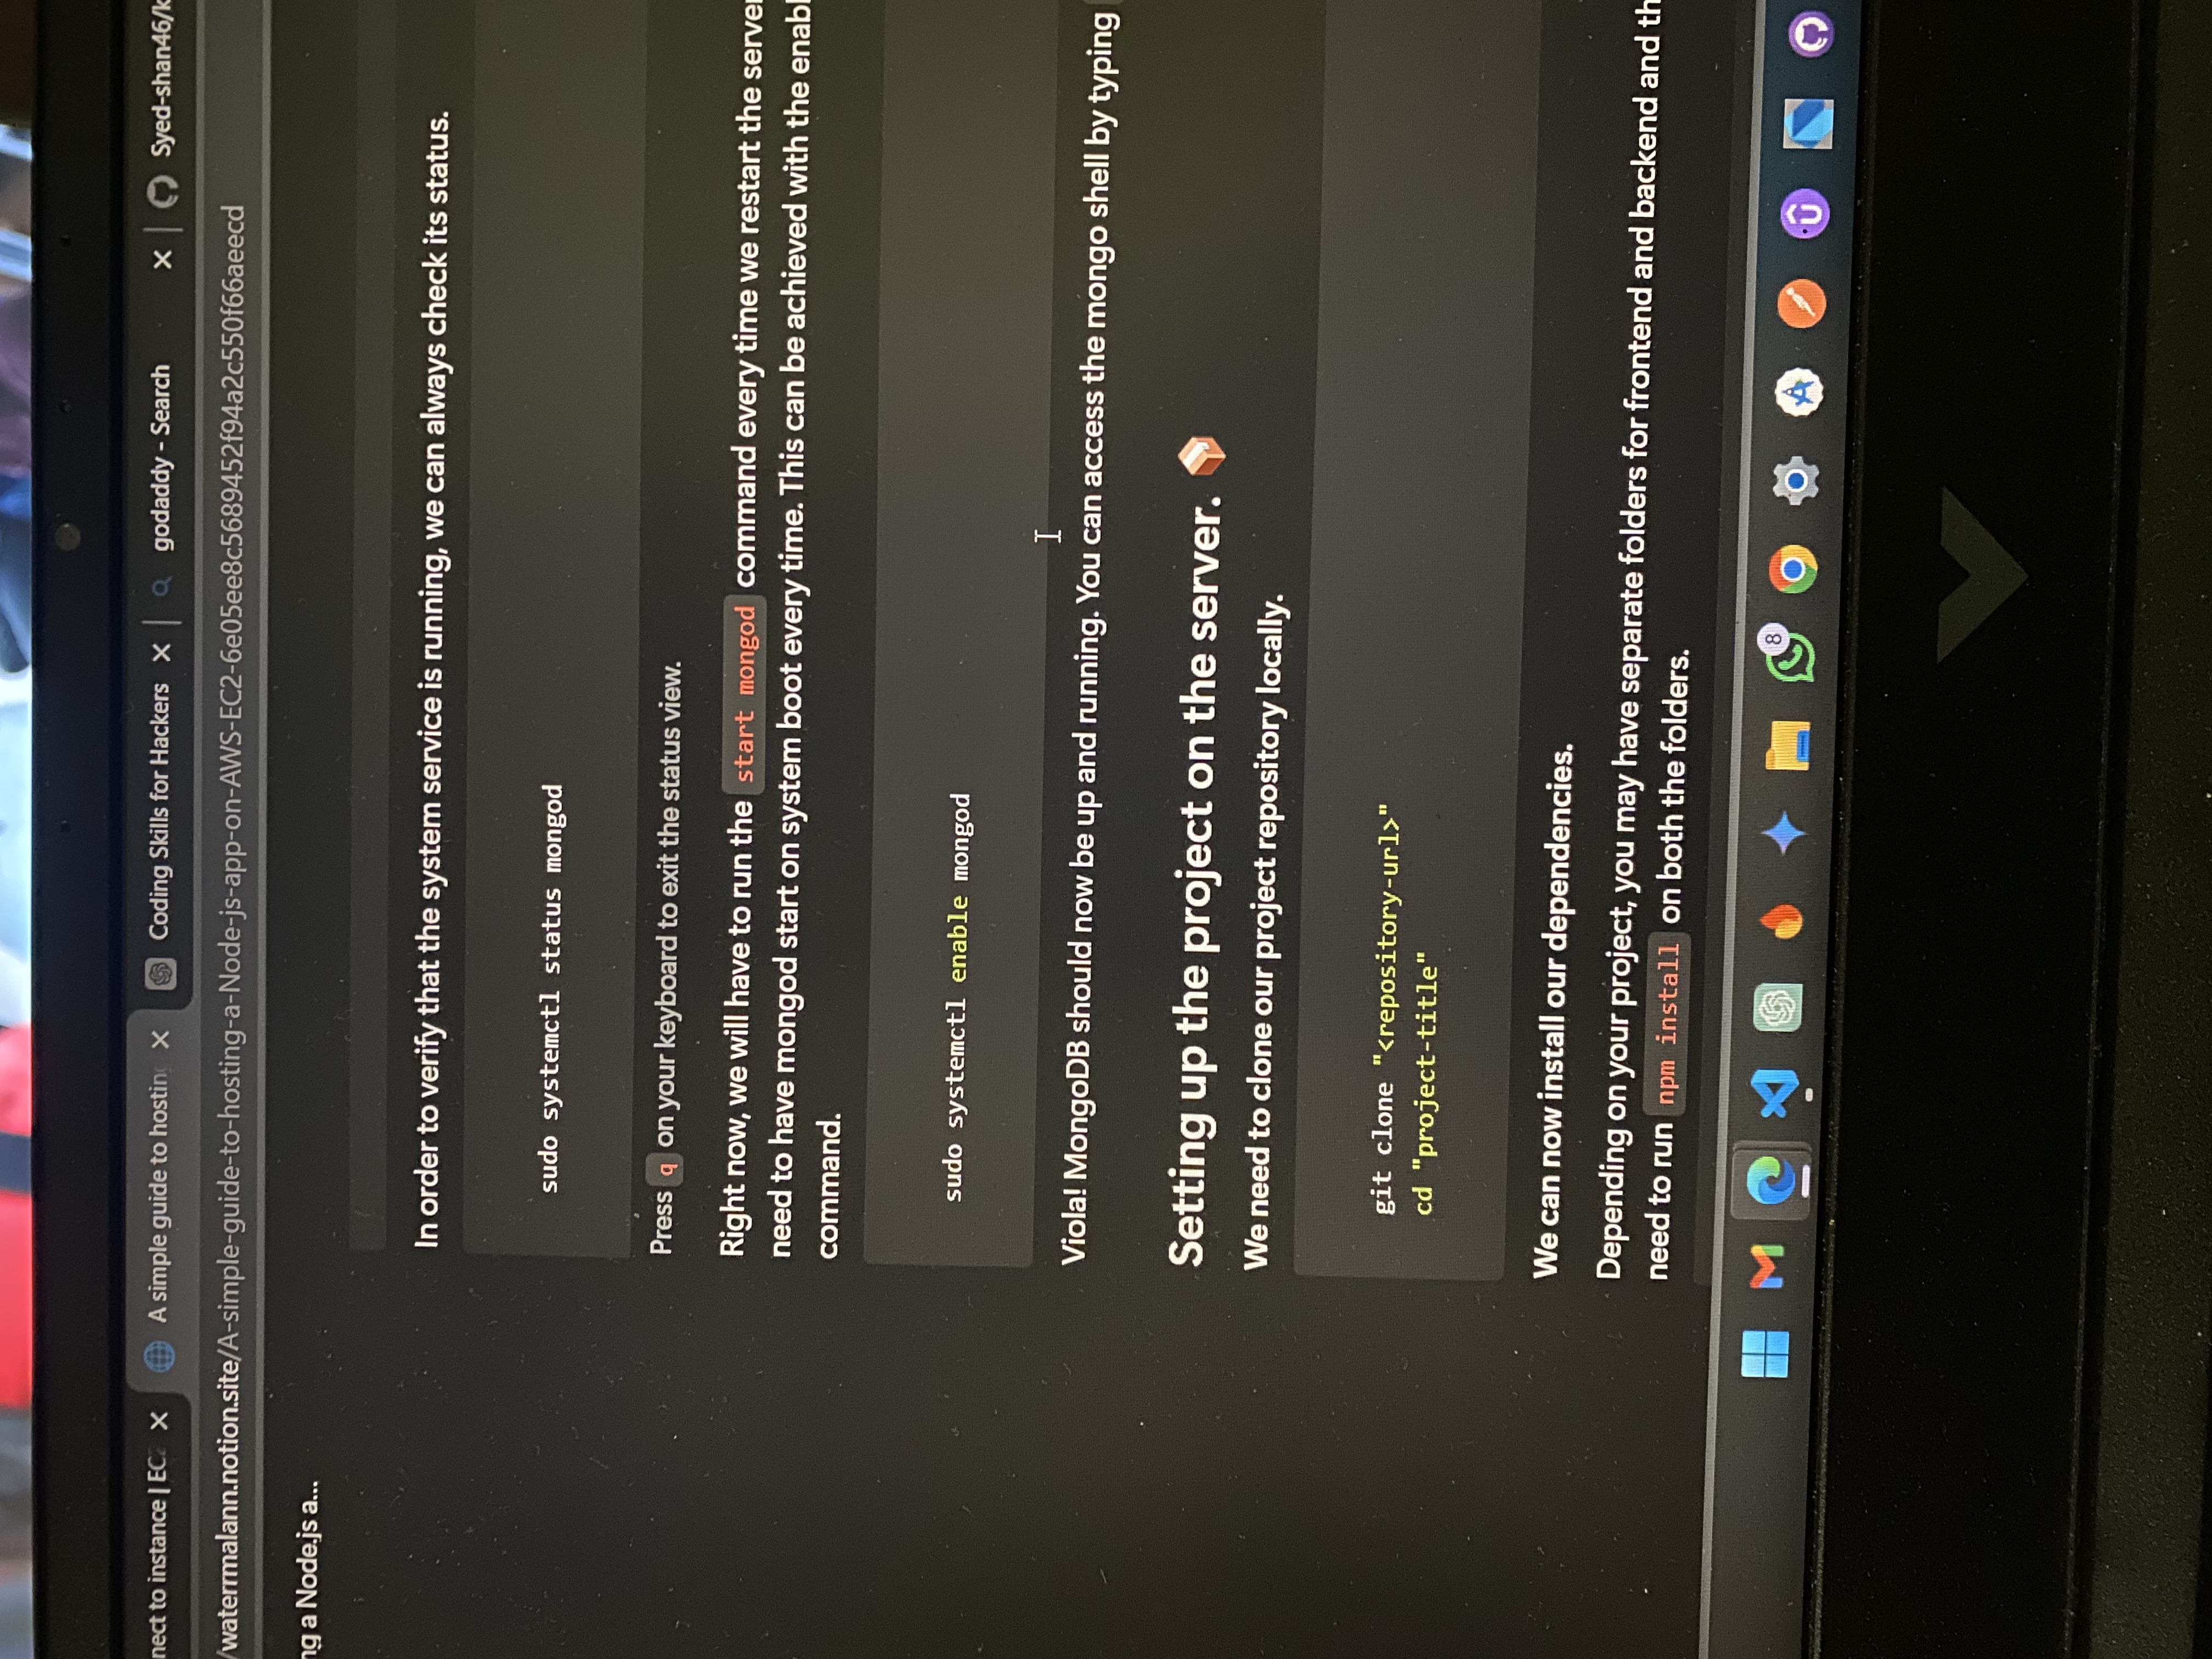 nect to instance | EC
A simple guide to hostin
Coding Skills for Hackers
godaddy - Search
Syed-shan46/k
/waterrmalann.notion.site/A-simple-guide-to-hosting-a-Node-js-app-on-AWS-EC2-6e05ee8c5689452f94a2c550f66aeecd
ng a Node.js a...
In order to verify that the system service is running, we can always check its status.
sudo systemctl status mongod
Press q on your keyboard to exit the status view.
Right now, we will have to run the start mongod command every time we restart the server
need to have mongod start on system boot every time. This can be achieved with the enabl
command.
sudo systemctl enable mongod
Viola! MongoDB should now be up and running. You can access the mongo shell by typing
Setting up the project on the server.
We need to clone our project repository locally.
git clone "<repository-url>"
cd "project-title"
We can now install our dependencies.
Depending on your project, you may have separate folders for frontend and backend and th
need to run npm install on both the folders.
8